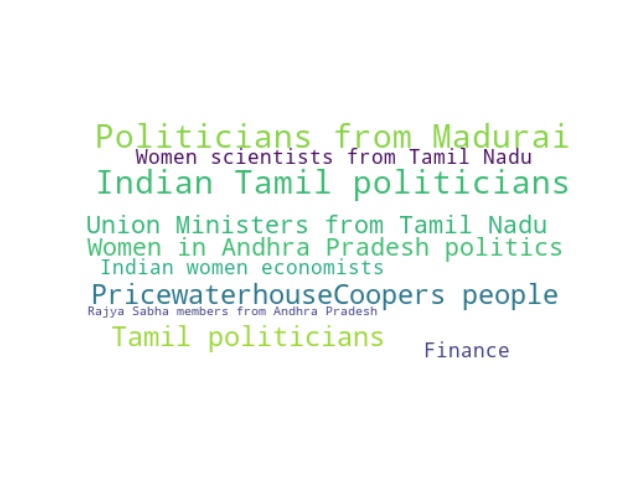 Politicians from Madurai
Women scientists from Tamil Nadu
Indian Tamil politicians
Union Ministers from Tamil Nadu
Women in Andhra Pradesh politics
Indian women economists
PricewaterhouseCoopers people
Rajya Sabha members from Andhra Pradesh
Tamil politicians
Finance